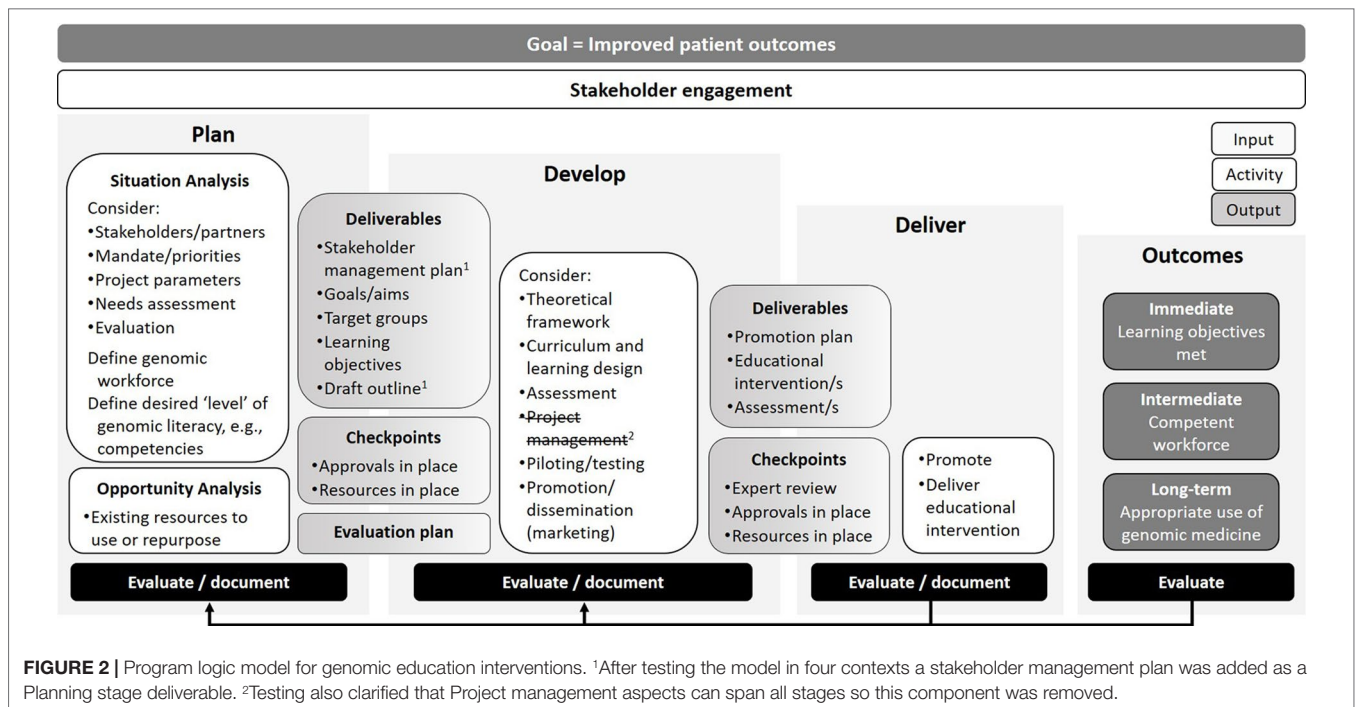 Goal = Improved patient outcomes
Stakeholder engagement
Plan
Situation Analysis
Consider:
•Stakeholders/partners
•Mandate/priorities
•Project parameters
•Needs assessment
•Evaluation
Define genomic
workforce
Define desired ‘level’ of
genomic literacy, e.g.,
competencies
Opportunity Analysis
•Existing resources to
use or repurpose
Evaluate / document
Deliverables
•Stakeholder
management plan¹
•Goals/aims
•Target groups
•Learning
objectives
•Draft outline¹
Checkpoints
•Approvals in place
•Resources in place
Evaluation plan
Develop
Consider:
•Theoretical
framework
•Curriculum and
learning design
•Assessment
•Project
management²
•Piloting/testing
•Promotion/
dissemination
(marketing)
Evaluate / document
Deliverables
•Promotion plan
•Educational
intervention/s
•Assessment/s
Checkpoints
•Expert review
•Approvals in place
•Resources in place
Deliver
•Promote
•Deliver
educational
intervention
Evaluate / document
Input
Activity
Output
Outcomes
Immediate
Learning objectives
met
Intermediate
Competent
workforce
Long-term
Appropriate use of
genomic medicine
Evaluate
FIGURE 2 | Program logic model for genomic education interventions. ¹After testing the model in four contexts a stakeholder management plan was added as a
Planning stage deliverable. ²Testing also clarified that Project management aspects can span all stages so this component was removed.